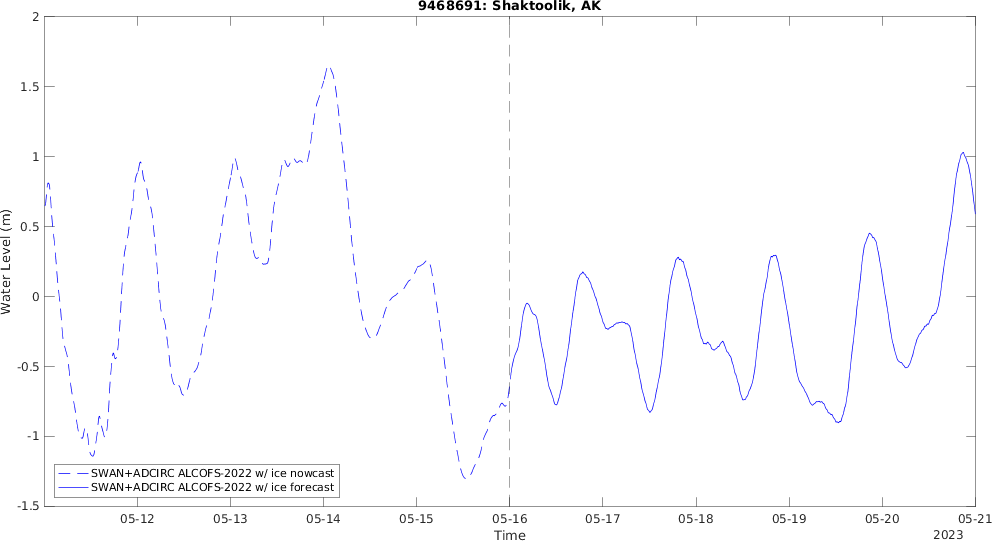 9468691: Shaktoolik, AK
2
1.5
1
0.5
0
-0.5
-1
-1.5
Water Level (m)
SWAN+ADCIRC ALCOFS-2022 w/ ice nowcast
SWAN+ADCIRC ALCOFS-2022 w/ ice forecast
05-12 05-13 05-14 05-15 05-16 05-17 05-18 05-19 05-20 05-21
Time
2023